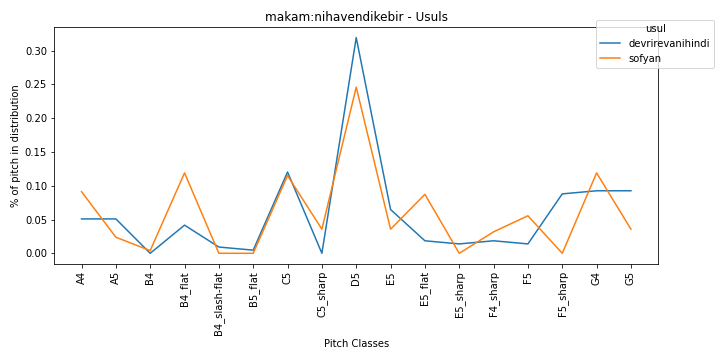 makam:nihavendikebir - Usuls
usul
devrirevanihindi
sofyan
% of pitch in distribution
0.30
0.25
0.20
0.15
0.10
0.05
0.00
A4
A5
B4
B4_flat
B4_slash-flat
B5_flat
C5
C5_sharp
D5
E5
E5_flat
E5_sharp
F4_sharp
F5
F5_sharp
G4
G5
Pitch Classes